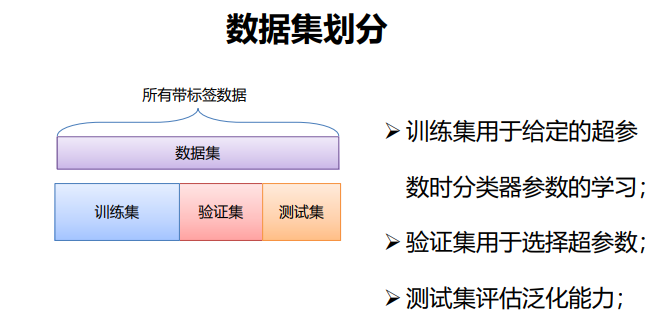 数据集划分
所有带标签数据
数据集
训练集
验证集
测试集
➢ 训练集用于给定的超参
数时分类器参数的学习；
➢ 验证集用于选择超参数；
➢ 测试集评估泛化能力；